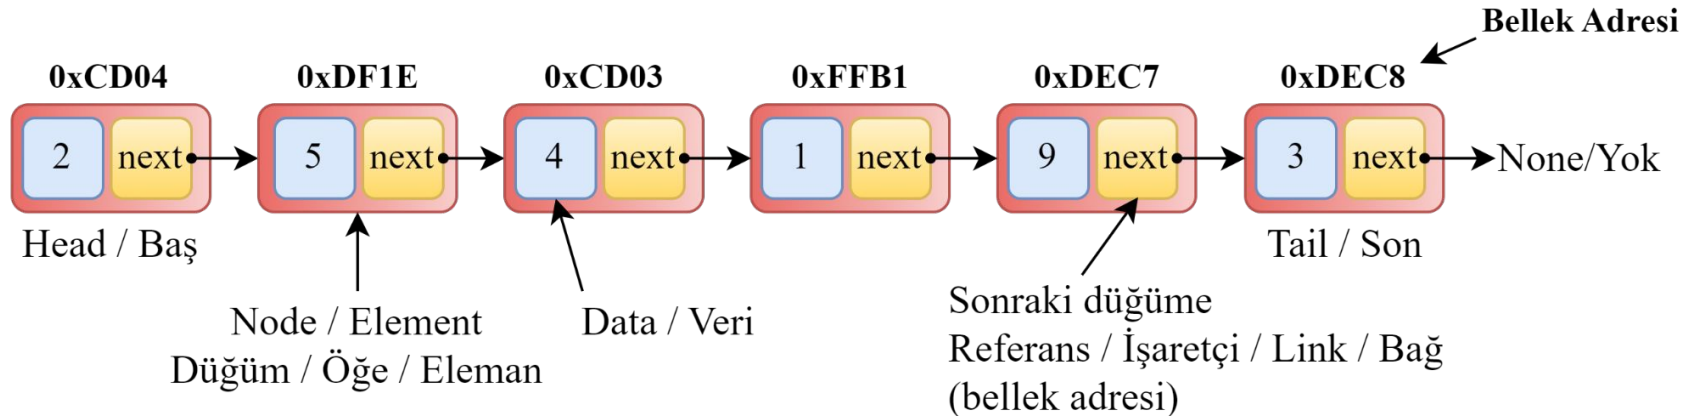 Bellek Adresi
0xCD04 0xDF1E 0xCD03 0xFFB1 0xDEC7 0xDEC8
2 next 5 next 4 next 1 next 9 next 3 next None/Yok
Head / Baş
Tail / Son
Node / Element
Düğüm / Öğe / Eleman
Data / Veri
Sonraki düğüme
Referans / İşaretçi / Link / Bağ
(bellek adresi)